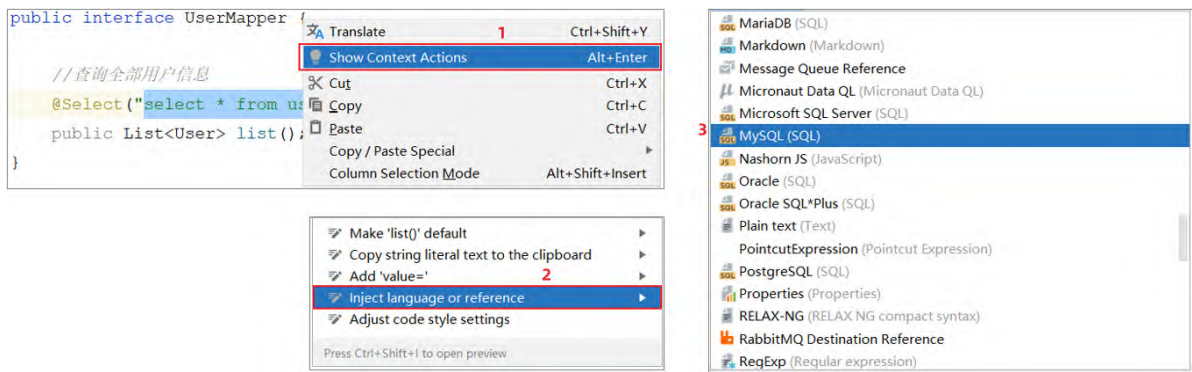 public interface UserMapper {
//查询全部用户信息
@Select("select * from us
public List<User> list();
}
Translate 1 Ctrl+Shift+Y
Show Context Actions Alt+Enter
Cut Ctrl+X
Copy Ctrl+C
Paste Ctrl+V
Copy / Paste Special
Column Selection Mode Alt+Shift+Insert
Make 'list()' default
Copy string literal text to the clipboard
Add 'value=' 2
Inject language or reference
Adjust code style settings
Press Ctrl+Shift+I to open preview
MariaDB (SQL)
Markdown (Markdown)
Message Queue Reference
Micronaut Data QL (Micronaut Data QL)
Microsoft SQL Server (SQL)
3 MySQL (SQL)
Nashorn JS (JavaScript)
Oracle (SQL)
Oracle SQL*Plus (SQL)
Plain text (Text)
PointcutExpression (Pointcut Expression)
PostgreSQL (SQL)
Properties (Properties)
RELAX-NG (RELAX NG compact syntax)
RabbitMQ Destination Reference
RegExp (Regular expression)